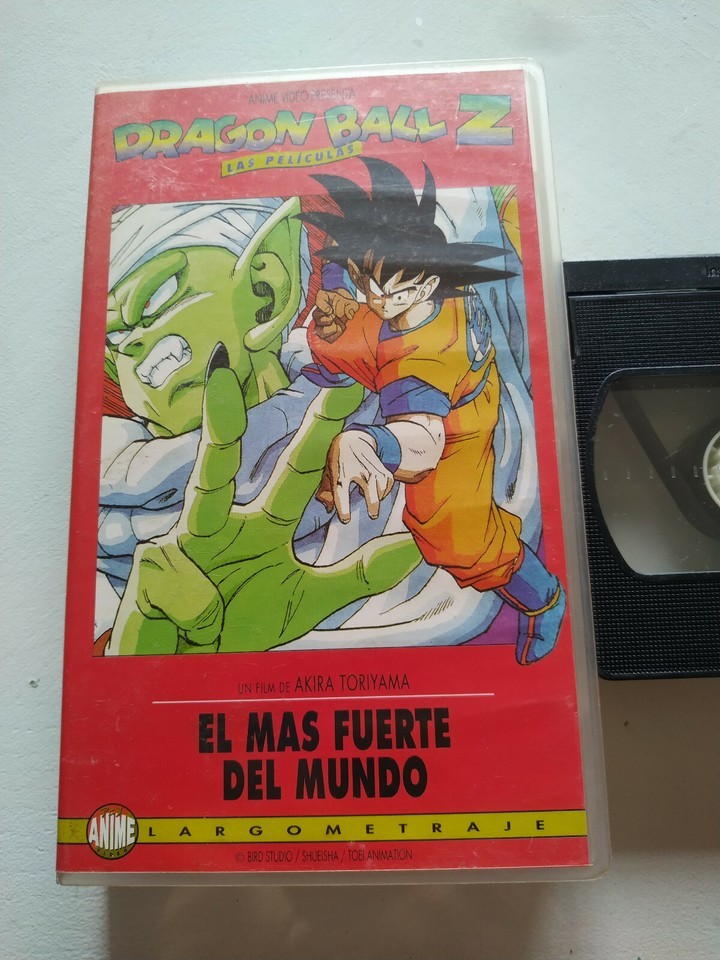 ANIME VIDEO PRESENTA
DRAGON BALL Z
LAS PELÍCULAS
UN FILM DE AKIRA TORIYAMA
EL MAS FUERTE
DEL MUNDO
ANIME
LARGOMETRAJE
© BIRD STUDIO / SHUEISHA / TOEI ANIMATION